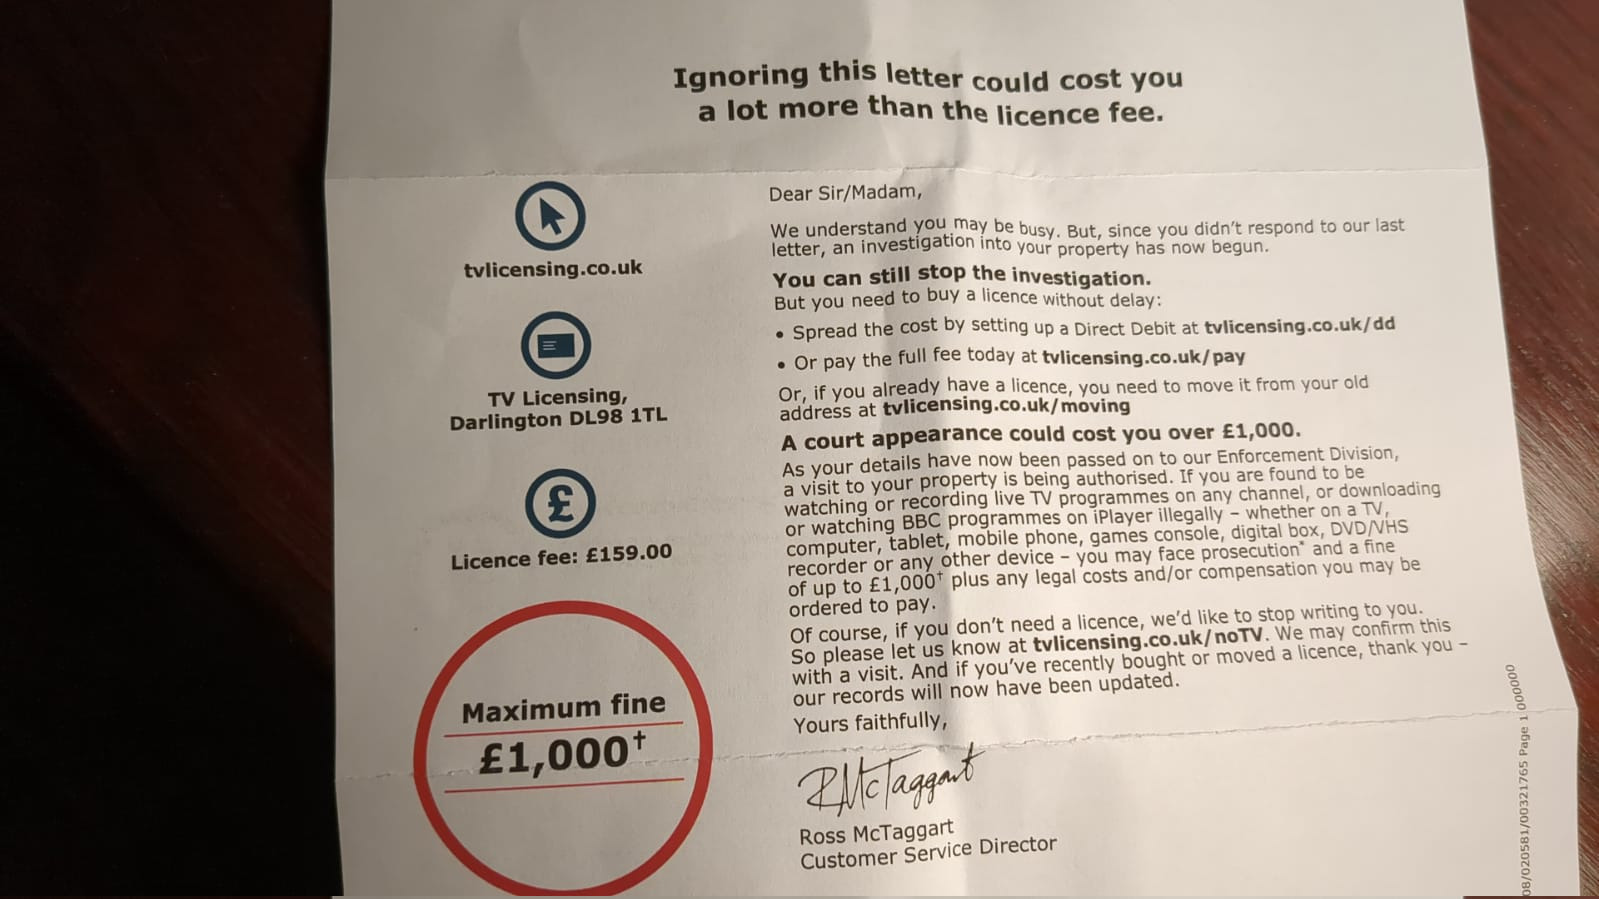 Ignoring this letter could cost you
a lot more than the licence fee.
tvlicensing.co.uk
TV Licensing,
Darlington DL98 1TL
£
Licence fee: £159.00
Maximum fine
£1,000†
Dear Sir/Madam,
We understand you may be busy. But, since you didn't respond to our last
letter, an investigation into your property has now begun.
You can still stop the investigation.
But you need to buy a licence without delay:
• Spread the cost by setting up a Direct Debit at tvlicensing.co.uk/dd
• Or pay the full fee today at tvlicensing.co.uk/pay
Or, if you already have a licence, you need to move it from your old
address at tvlicensing.co.uk/moving
A court appearance could cost you over £1,000.
As your details have now been passed on to our Enforcement Division,
a visit to your property is being authorised. If you are found to be
watching or recording live TV programmes on any channel, or downloading
or watching BBC programmes on iPlayer illegally – whether on a TV,
computer, tablet, mobile phone, games console, digital box, DVD/VHS
recorder or any other device – you may face prosecution* and a fine
of up to £1,000† plus any legal costs and/or compensation you may be
ordered to pay.
Of course, if you don't need a licence, we'd like to stop writing to you.
So please let us know at tvlicensing.co.uk/noTV. We may confirm this
with a visit. And if you've recently bought or moved a licence, thank you –
our records will now have been updated.
Yours faithfully,
RMcTaggart
Ross McTaggart
Customer Service Director
08/020581/00321765 Page 1 000000